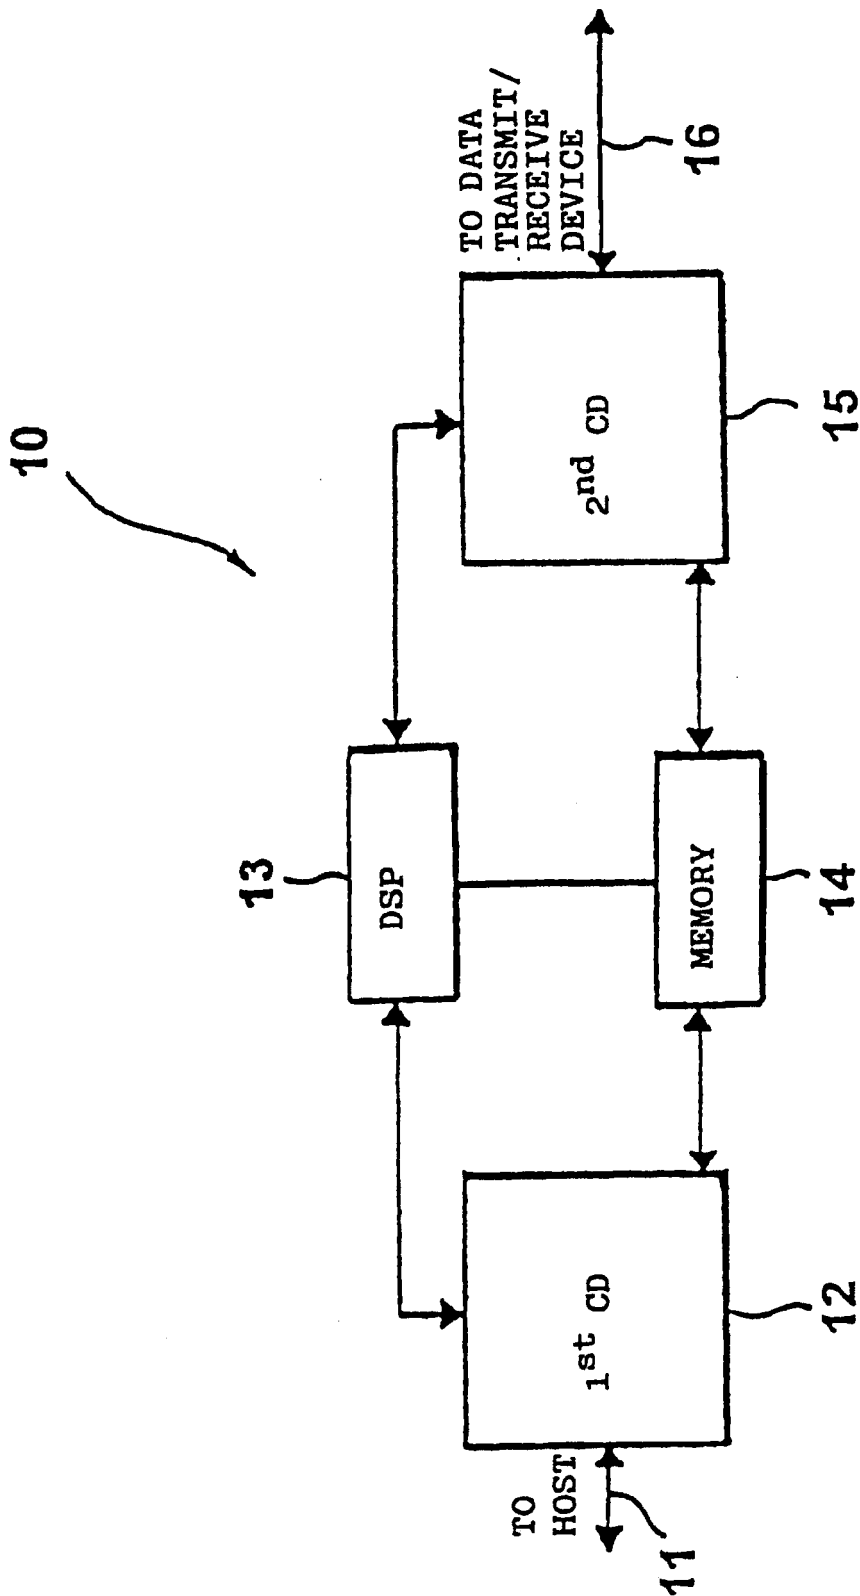 10
13
DSP
TO DATA
TRANSMIT/
RECEIVE
DEVICE
16
TO
HOST
11
1st CD
12
2nd CD
15
MEMORY
14